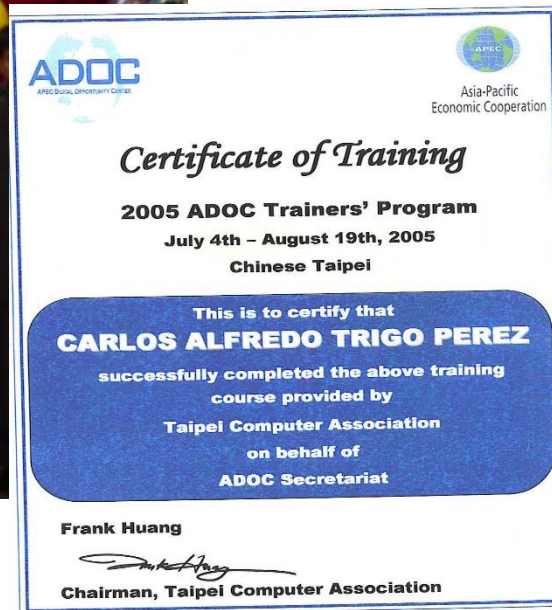 ADOC
APEC DIGITAL OPPORTUNITY CENTER
APEC
Asia-Pacific
Economic Cooperation
Certificate of Training
2005 ADOC Trainers' Program
July 4th – August 19th, 2005
Chinese Taipei
This is to certify that
CARLOS ALFREDO TRIGO PEREZ
successfully completed the above training
course provided by
Taipei Computer Association
on behalf of
ADOC Secretariat
Frank Huang
Frank Huang
Chairman, Taipei Computer Association